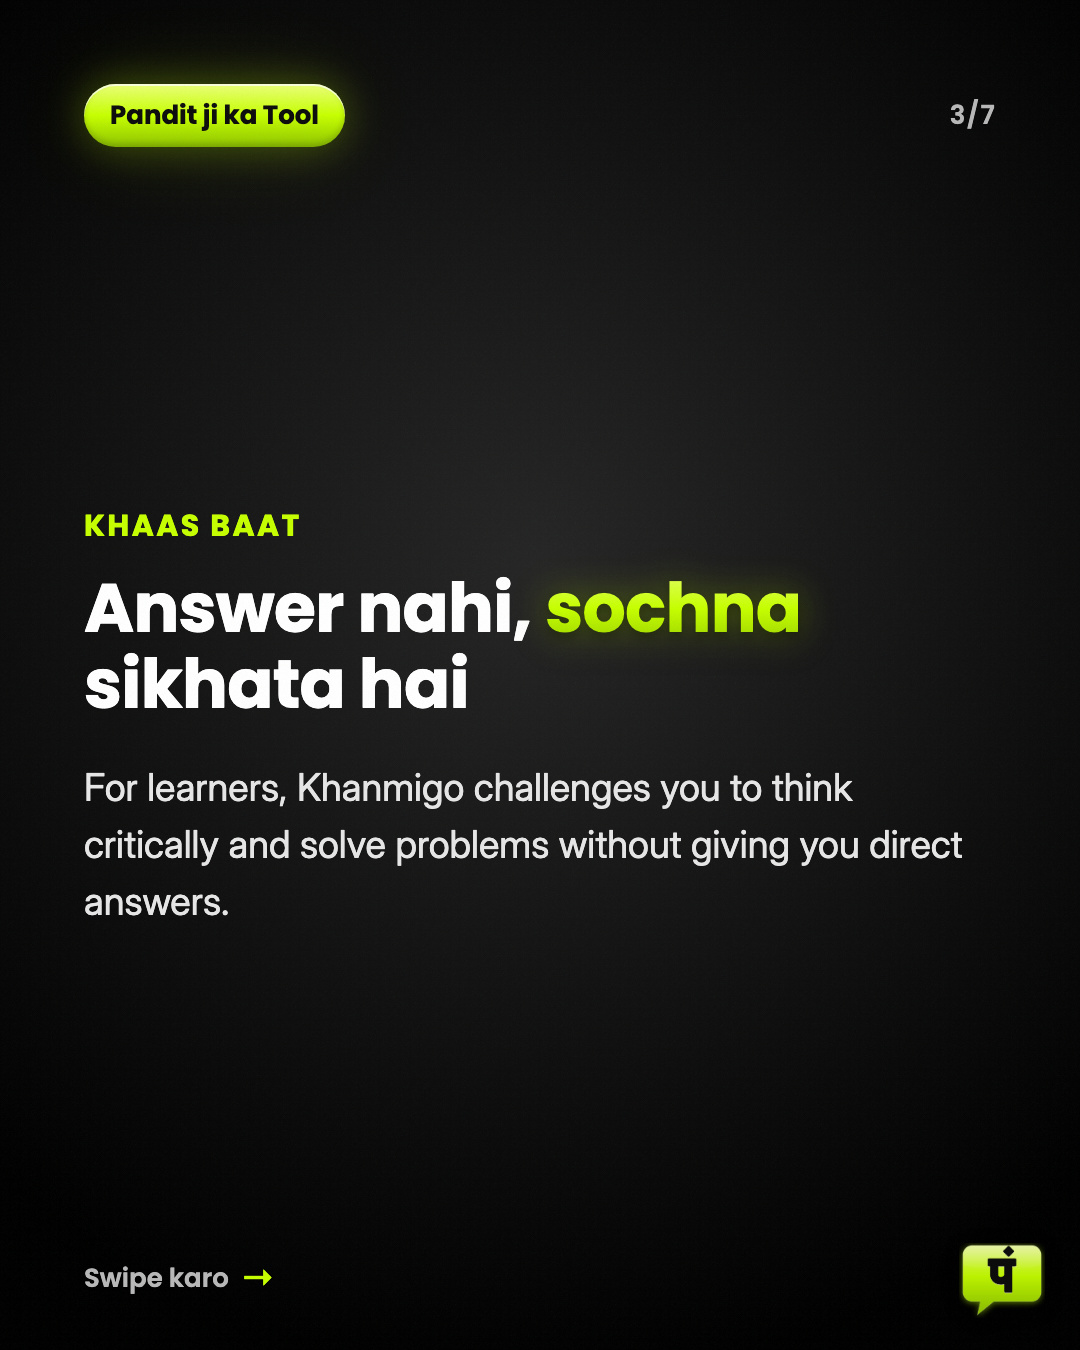 Pandit ji ka Tool
3/7
KHAAS BAAT
Answer nahi, sochna
sikhata hai
For learners, Khanmigo challenges you to think
critically and solve problems without giving you direct
answers.
Swipe karo →
पं